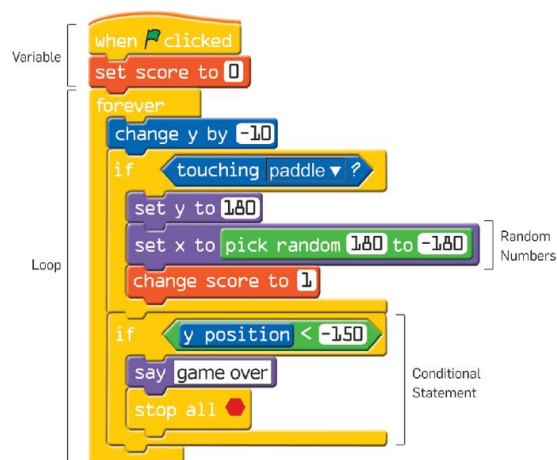 when clicked
Variable
set score to 0
forever
change y by -10
if touching paddle ?
set y to 180
set x to pick random 180 to -180
Random
Numbers
change score to 1
Loop
if y position < -150
say game over
Conditional
Statement
stop all